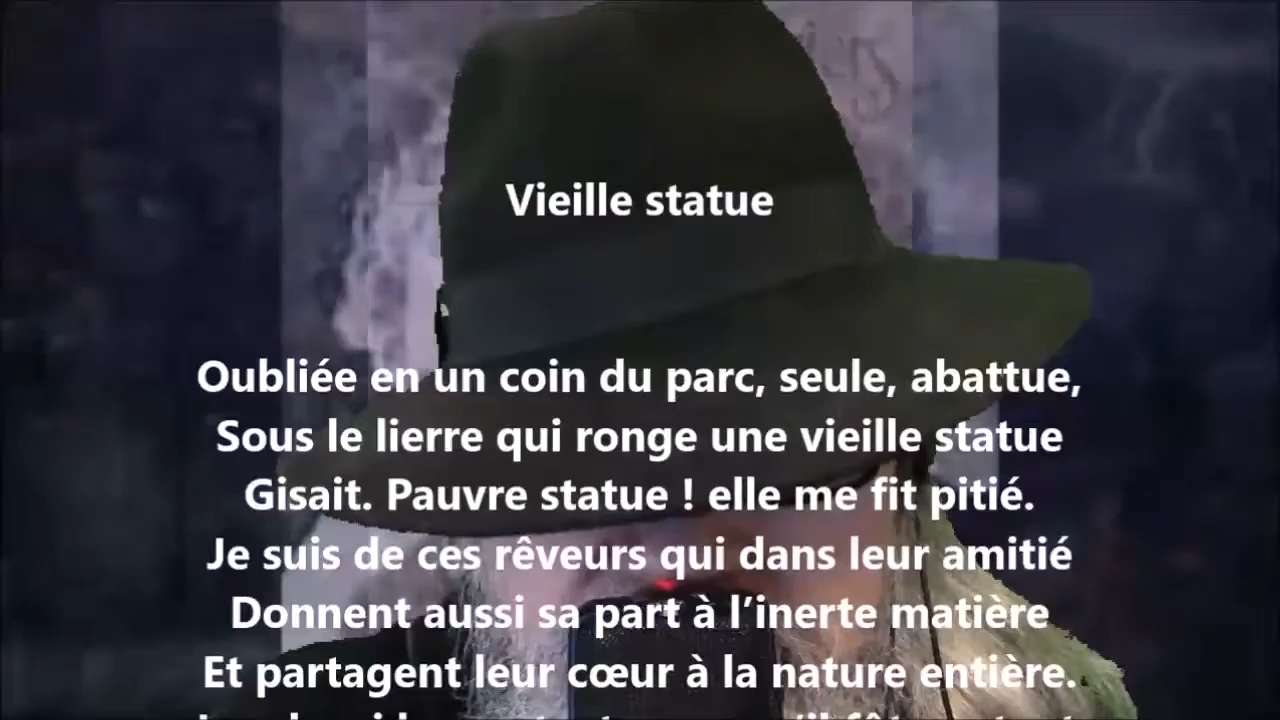 Vieille statue
Oubliée en un coin du parc, seule, abattue,
Sous le lierre qui ronge une vieille statue
Gisait. Pauvre statue ! elle me fit pitié.
Je suis de ces rêveurs qui dans leur amitié
Donnent aussi sa part à l’inerte matière
Et partagent leur cœur à la nature entière.